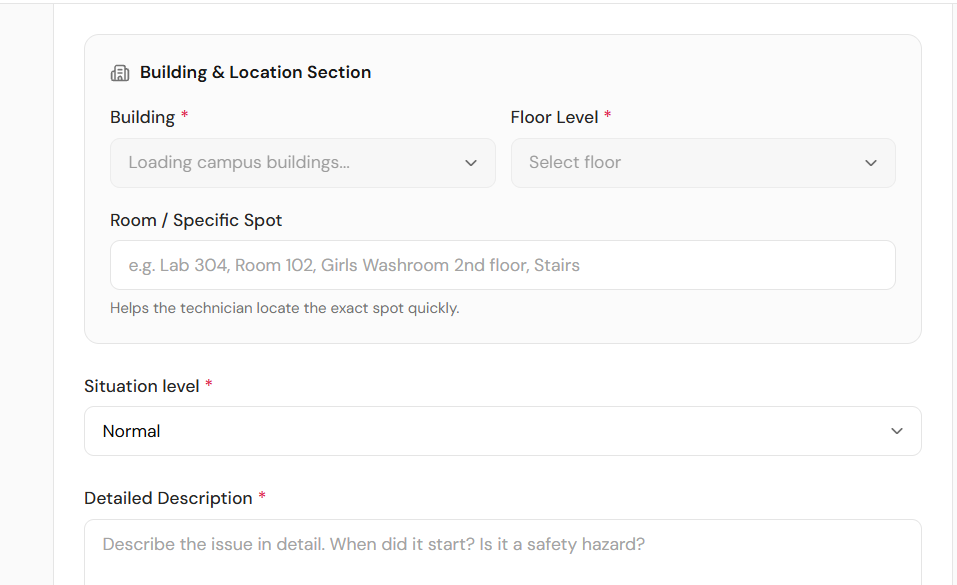 Building & Location Section
Building *
Floor Level *
Loading campus buildings...
Select floor
Room / Specific Spot
e.g. Lab 304, Room 102, Girls Washroom 2nd floor, Stairs
Helps the technician locate the exact spot quickly.
Situation level *
Normal
Detailed Description *
Describe the issue in detail. When did it start? Is it a safety hazard?